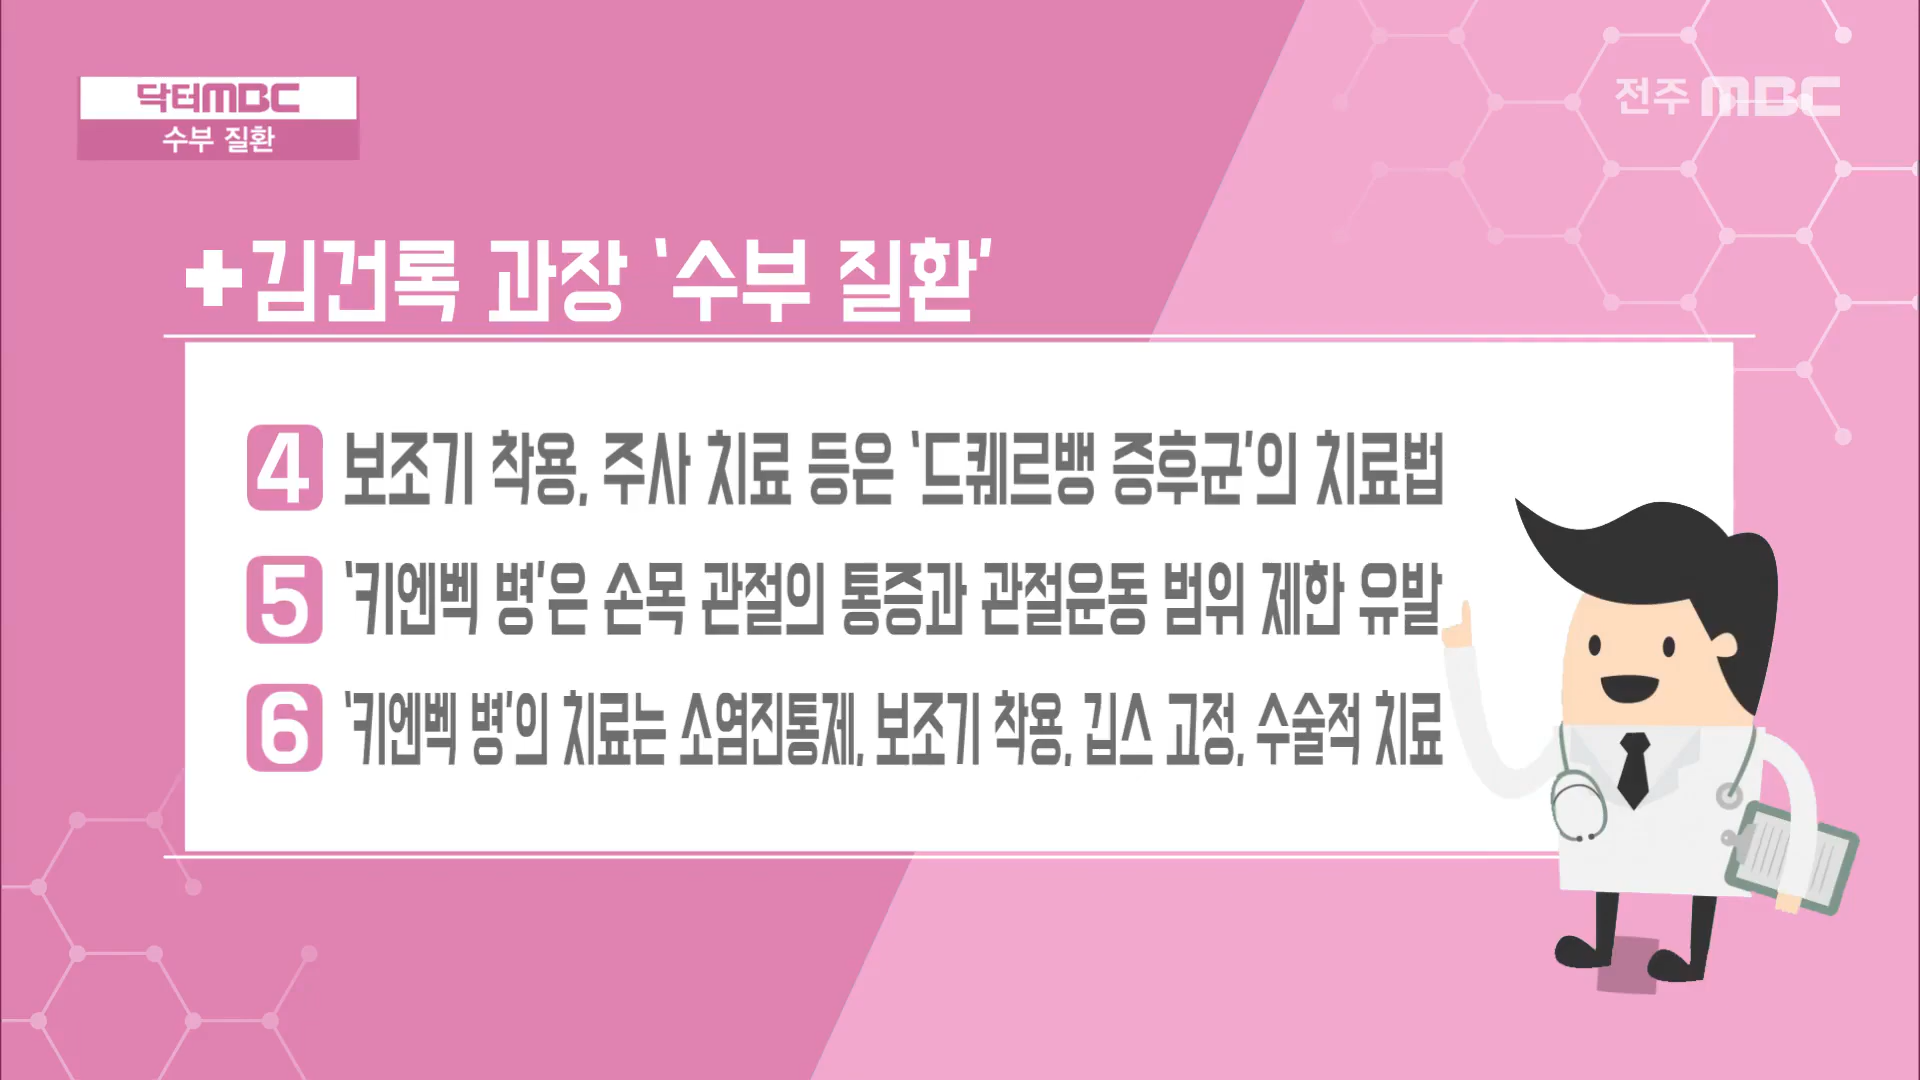 닥터MBC
수부 질환
전주 MBC
+김건록 과장 ‘수부 질환’
4 보조기 착용, 주사 치료 등은 ‘드퀘르뱅 증후군’의 치료법
5 ‘키엔벡 병’은 손목 관절의 통증과 관절운동 범위 제한 유발
6 ‘키엔벡 병’의 치료는 소염진통제, 보조기 착용, 깁스 고정, 수술적 치료